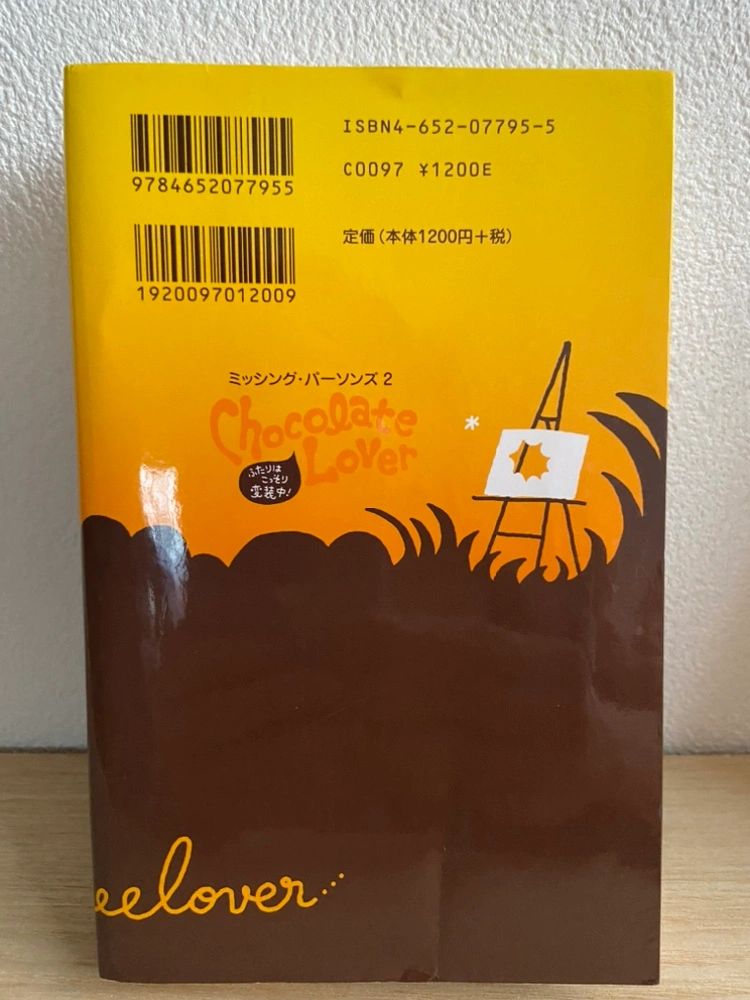 ISBN4-652-07795-5
9784652077955
C0097 ¥1200E
定価(本体1200円+税)
1920097012009
ミッシング・パーソンズ 2
Chocolate
Lover
ふたりは
こっそり
変装中!
eelover...